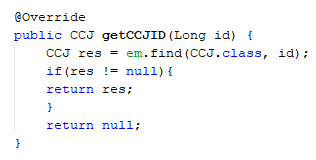 @Override
public CCJ getCCJID(Long id) {
    CCJ res = em.find(CCJ.class, id);
    if(res != null){
    return res;
    }
    return null;
}